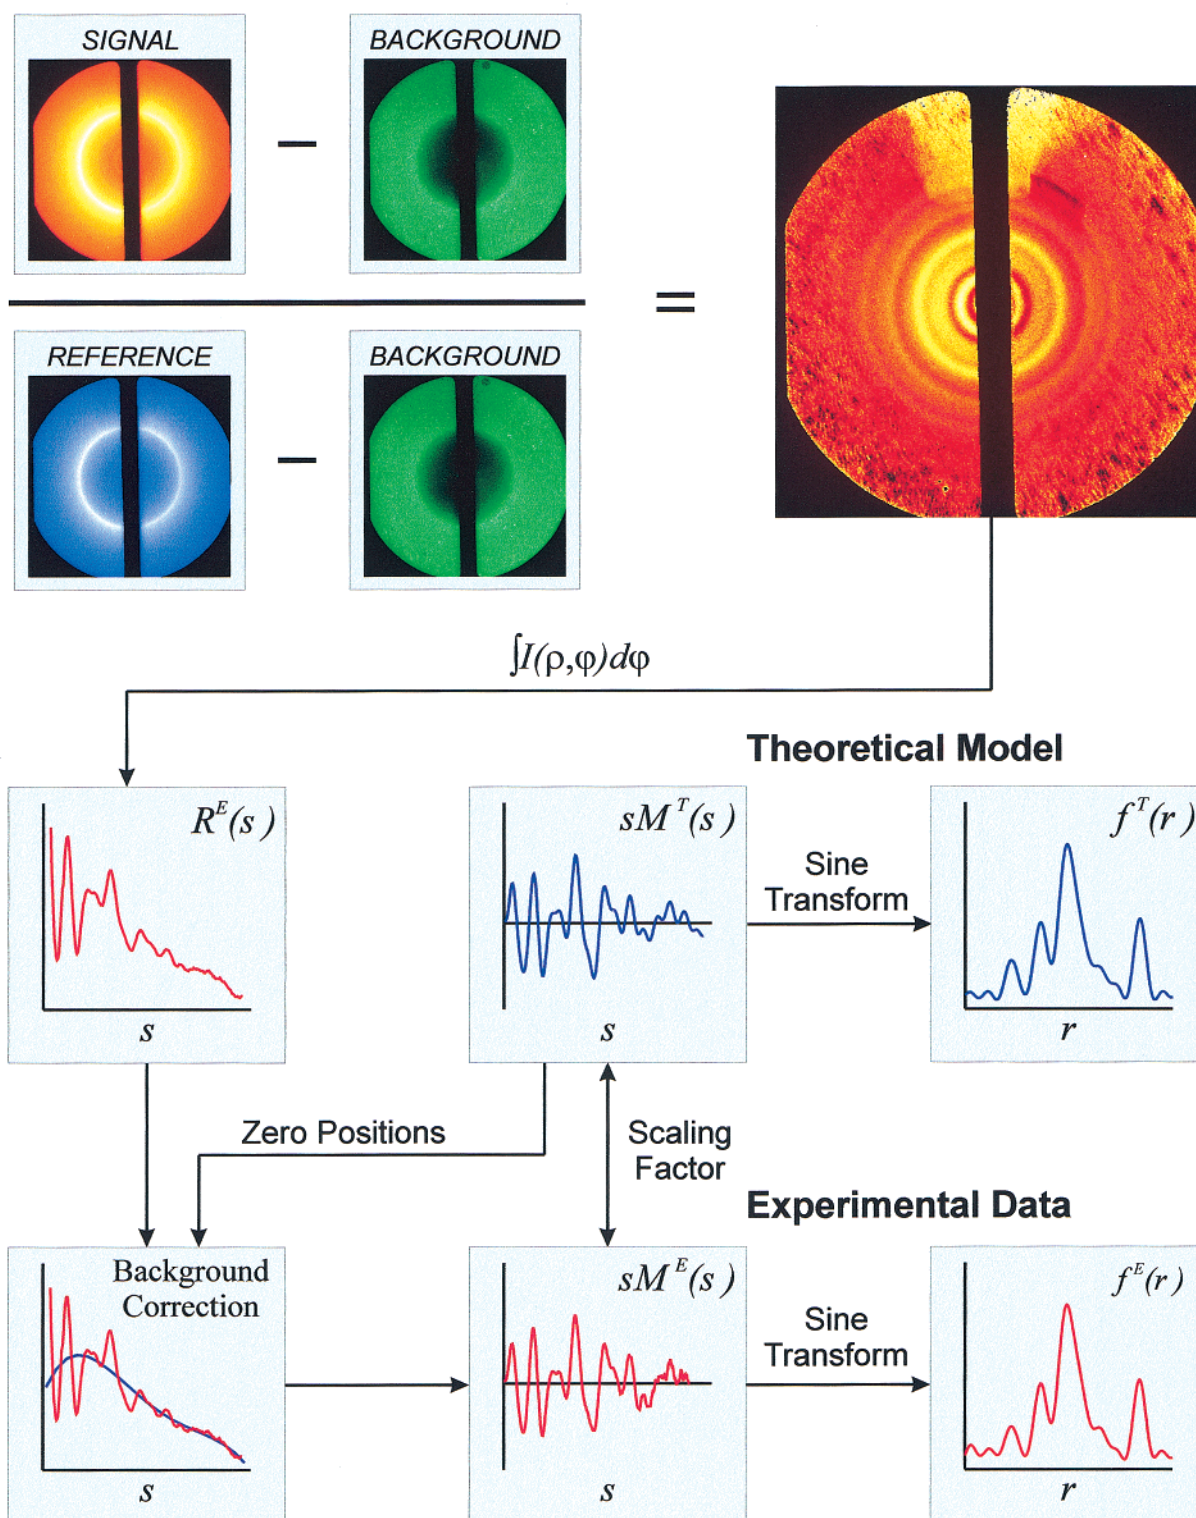 SIGNAL
BACKGROUND
−
=
REFERENCE
BACKGROUND
−
∫I(ρ,φ)dφ
Theoretical Model
R^E(s)
s
sM^T(s)
s
Sine
Transform
f^T(r)
r
Zero Positions
Scaling
Factor
Experimental Data
Background
Correction
s
sM^E(s)
s
Sine
Transform
f^E(r)
r